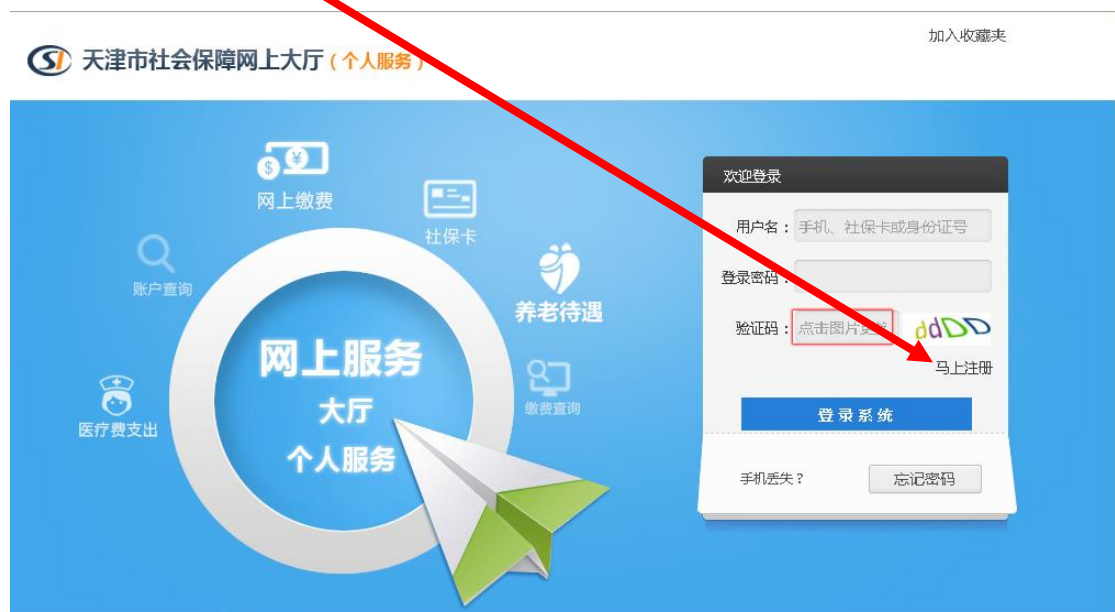 加入收藏夹
天津市社会保障网上大厅（个人服务）
网上缴费
社保卡
账户查询
养老待遇
网上服务
大厅
个人服务
缴费查询
医疗费支出
欢迎登录
用户名：手机、社保卡或身份证号
登录密码：
验证码：点击图片 ddDD
马上注册
登录系统
手机丢失？ 忘记密码